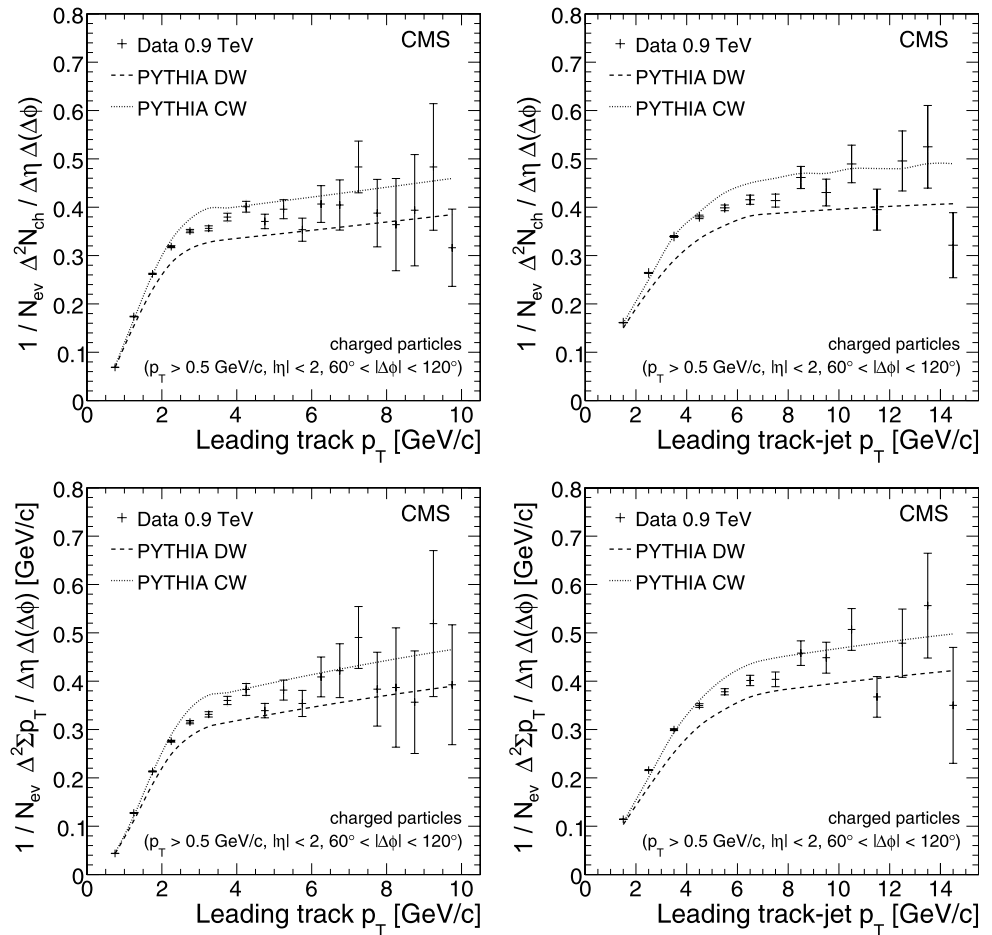 0.8
0.7
0.6
0.5
0.4
0.3
0.2
0.1
0
1 / N_ev Δ²N_ch / Δη Δ(Δϕ)
CMS
Data 0.9 TeV
PYTHIA DW
PYTHIA CW
charged particles
(p_T > 0.5 GeV/c, |η| < 2, 60° < |Δϕ| < 120°)
0 2 4 6 8 10
Leading track p_T [GeV/c]
0.8
0.7
0.6
0.5
0.4
0.3
0.2
0.1
0
1 / N_ev Δ²N_ch / Δη Δ(Δϕ)
CMS
Data 0.9 TeV
PYTHIA DW
PYTHIA CW
charged particles
(p_T > 0.5 GeV/c, |η| < 2, 60° < |Δϕ| < 120°)
0 2 4 6 8 10 12 14
Leading track-jet p_T [GeV/c]
0.8
0.7
0.6
0.5
0.4
0.3
0.2
0.1
0
1 / N_ev Δ²Σp_T / Δη Δ(Δϕ) [GeV/c]
CMS
Data 0.9 TeV
PYTHIA DW
PYTHIA CW
charged particles
(p_T > 0.5 GeV/c, |η| < 2, 60° < |Δϕ| < 120°)
0 2 4 6 8 10
Leading track p_T [GeV/c]
0.8
0.7
0.6
0.5
0.4
0.3
0.2
0.1
0
1 / N_ev Δ²Σp_T / Δη Δ(Δϕ) [GeV/c]
CMS
Data 0.9 TeV
PYTHIA DW
PYTHIA CW
charged particles
(p_T > 0.5 GeV/c, |η| < 2, 60° < |Δϕ| < 120°)
0 2 4 6 8 10 12 14
Leading track-jet p_T [GeV/c]